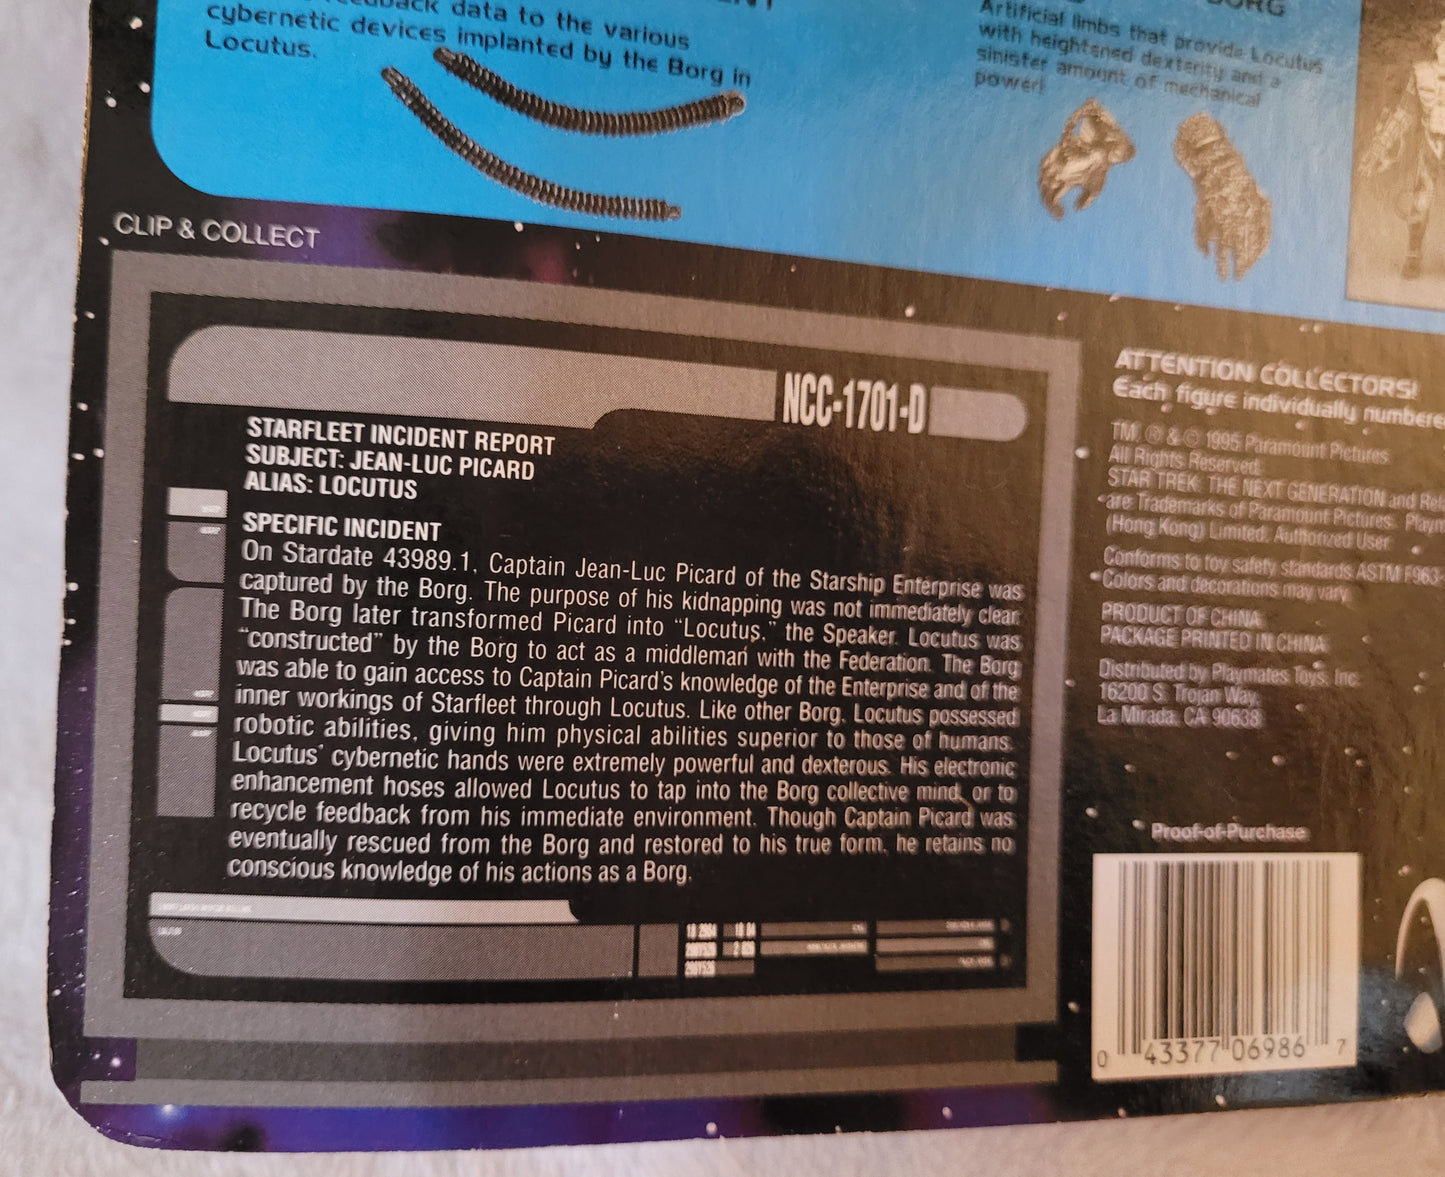 data to the various
cybernetic devices implanted by the Borg in
Locutus.
Artificial limbs that provide Locutus
with heightened dexterity and a
sinister amount of mechanical
power!
CLIP & COLLECT
NCC-1701-D
STARFLEET INCIDENT REPORT
SUBJECT: JEAN-LUC PICARD
ALIAS: LOCUTUS
SPECIFIC INCIDENT
On Stardate 43989.1, Captain Jean-Luc Picard of the Starship Enterprise was
captured by the Borg. The purpose of his kidnapping was not immediately clear.
The Borg later transformed Picard into "Locutus," the Speaker. Locutus was
"constructed" by the Borg to act as a middleman with the Federation. The Borg
was able to gain access to Captain Picard's knowledge of the Enterprise and of the
inner workings of Starfleet through Locutus. Like other Borg, Locutus possessed
robotic abilities, giving him physical abilities superior to those of humans.
Locutus' cybernetic hands were extremely powerful and dexterous. His electronic
enhancement hoses allowed Locutus to tap into the Borg collective mind, or to
recycle feedback from his immediate environment. Though Captain Picard was
eventually rescued from the Borg and restored to his true form, he retains no
conscious knowledge of his actions as a Borg.
ATTENTION COLLECTORS!
Each figure individually numbere
TM, ® & © 1995 Paramount Pictures.
All Rights Reserved.
STAR TREK: THE NEXT GENERATION and Rel
are Trademarks of Paramount Pictures. Playm
(Hong Kong) Limited, Authorized User
Conforms to toy safety standards ASTM F963-
Colors and decorations may vary.
PRODUCT OF CHINA.
PACKAGE PRINTED IN CHINA.
Distributed by Playmates Toys, Inc.
16200 S. Trojan Way,
La Mirada, CA 90638
Proof-of-Purchase
0 43377 06986 7